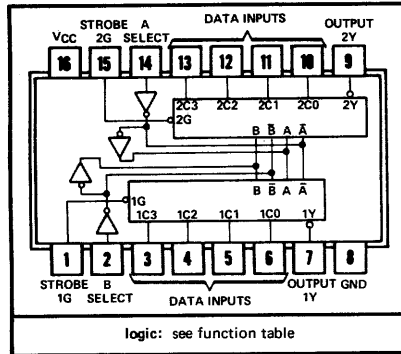 STROBE A DATA INPUTS OUTPUT
VCC 2G SELECT 2Y
16 15 14 13 12 11 10 9
2C3 2C2 2C1 2C0 2Y
2G
B B̅ A A̅
B B̅ A A̅
1G
1C3 1C2 1C1 1C0 1Y
1 2 3 4 5 6 7 8
STROBE B DATA INPUTS OUTPUT GND
1G SELECT 1Y
logic: see function table